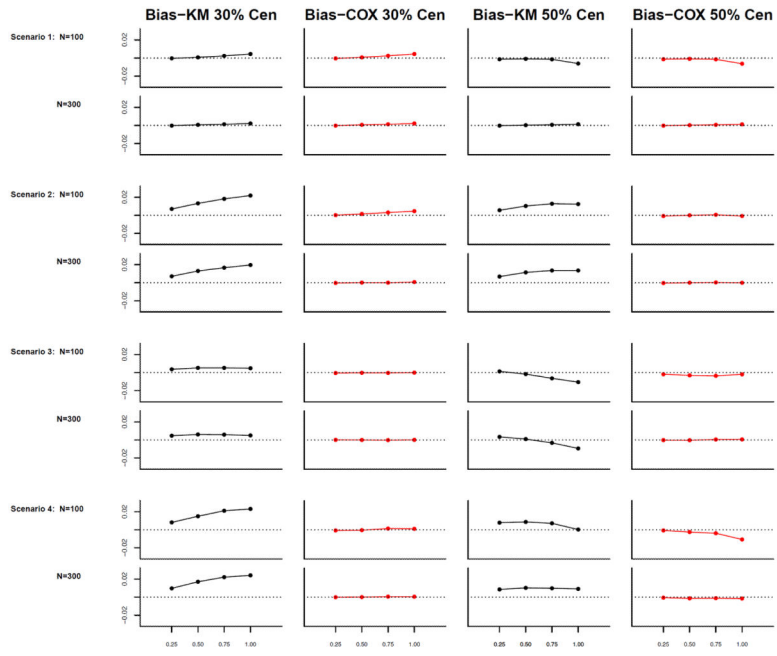 Bias−KM 30% Cen Bias−COX 30% Cen Bias−KM 50% Cen Bias−COX 50% Cen
Scenario 1: N=100
0.02
−0.02
N=300
0.02
−0.02
Scenario 2: N=100
0.02
−0.02
N=300
0.02
−0.02
Scenario 3: N=100
0.02
−0.02
N=300
0.02
−0.02
Scenario 4: N=100
0.02
−0.02
N=300
0.02
−0.02
0.25 0.50 0.75 1.00 0.25 0.50 0.75 1.00 0.25 0.50 0.75 1.00 0.25 0.50 0.75 1.00